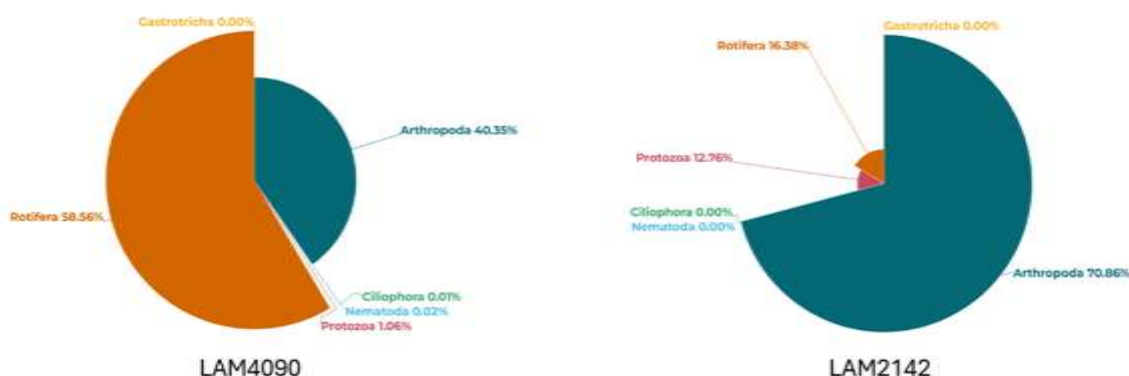 Gastrotricha 0.00%
Arthropoda 40.35%
Rotifera 58.56%
Ciliophora 0.01%
Nematoda 0.02%
Protozoa 1.06%
LAM4090
Gastrotricha 0.00%
Rotifera 16.38%
Protozoa 12.76%
Ciliophora 0.00%
Nematoda 0.00%
Arthropoda 70.86%
LAM2142